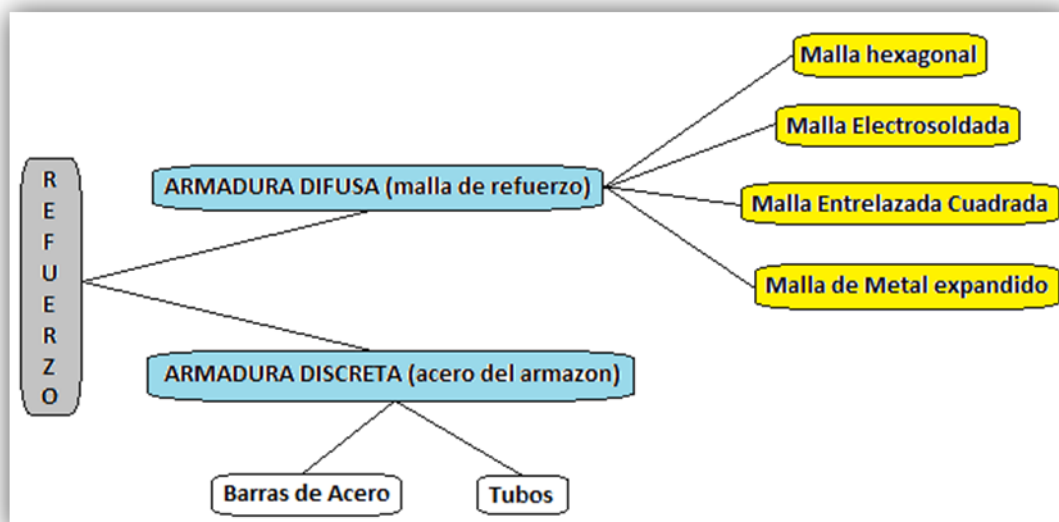 REFUERZO
ARMADURA DIFUSA (malla de refuerzo)
Malla hexagonal
Malla Electrosoldada
Malla Entrelazada Cuadrada
Malla de Metal expandido
ARMADURA DISCRETA (acero del armazon)
Barras de Acero
Tubos